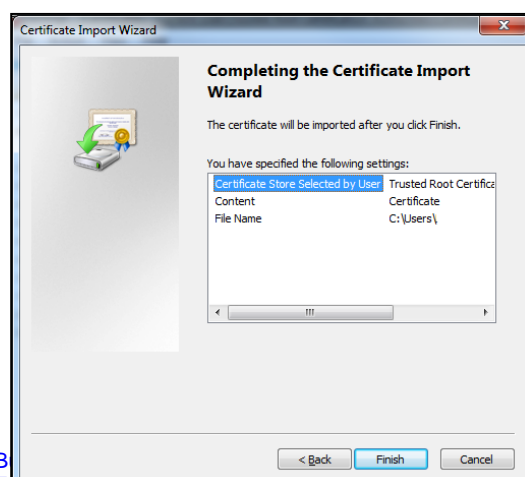 Certificate Import Wizard
Completing the Certificate Import
Wizard
The certificate will be imported after you click Finish.
You have specified the following settings:
Certificate Store Selected by User Trusted Root Certifica
Content Certificate
File Name C:\Users\
< Back Finish Cancel